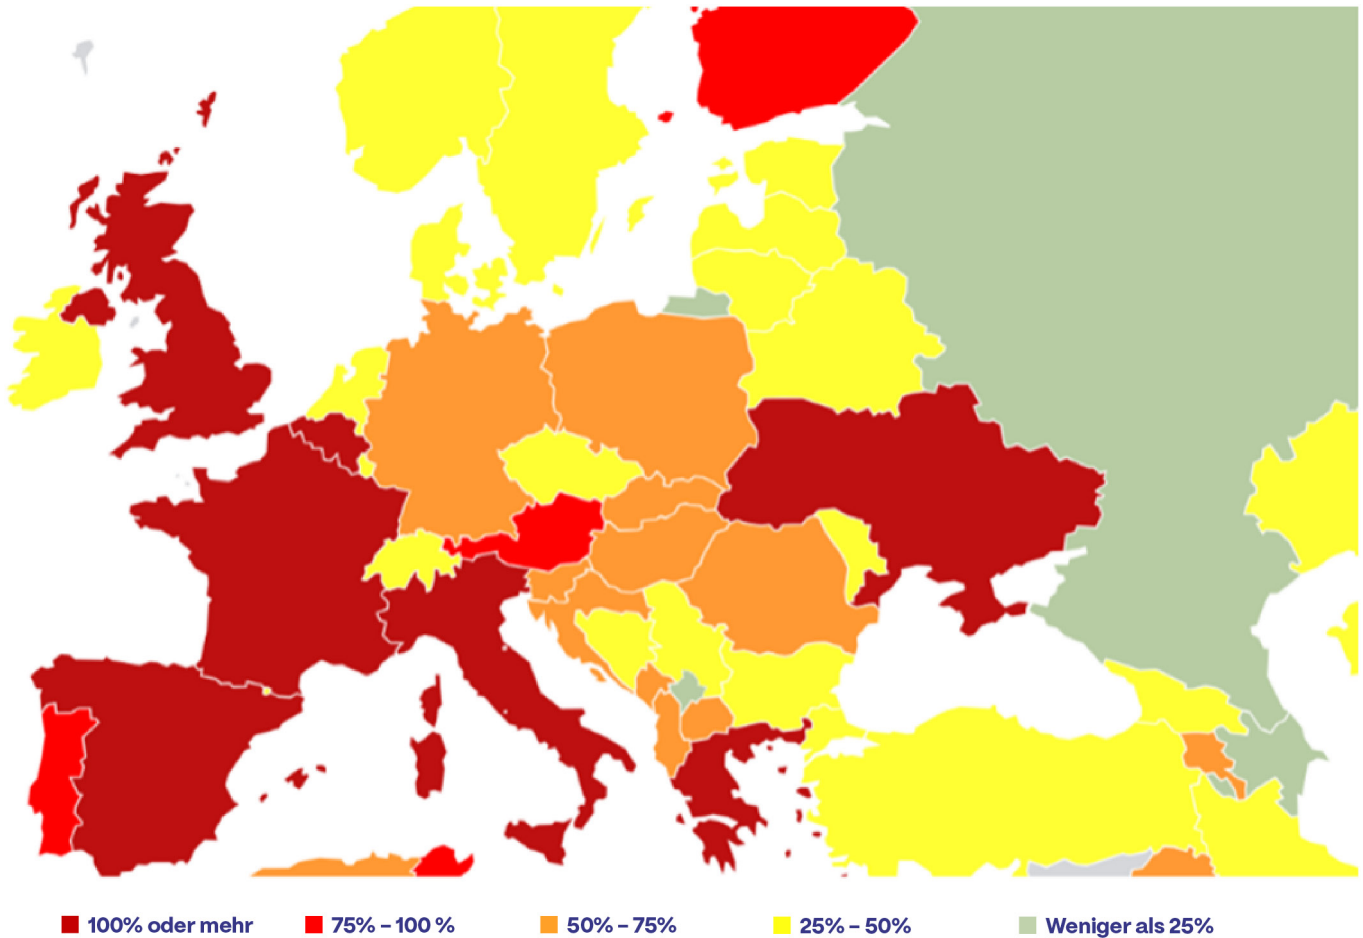 100% oder mehr
75% – 100 %
50% – 75%
25% – 50%
Weniger als 25%